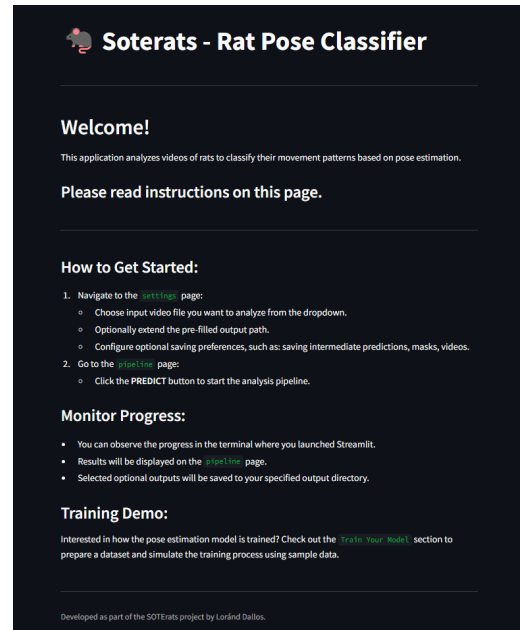 Soterats - Rat Pose Classifier
Welcome!
This application analyzes videos of rats to classify their movement patterns based on pose estimation.
Please read instructions on this page.
How to Get Started:
1. Navigate to the settings page:
Choose input video file you want to analyze from the dropdown.
Optionally extend the pre-filled output path.
Configure optional saving preferences, such as: saving intermediate predictions, masks, videos.
2. Go to the pipeline page:
Click the PREDICT button to start the analysis pipeline.
Monitor Progress:
You can observe the progress in the terminal where you launched Streamlit.
Results will be displayed on the pipeline page.
Selected optional outputs will be saved to your specified output directory.
Training Demo:
Interested in how the pose estimation model is trained? Check out the Train Your Model section to
prepare a dataset and simulate the training process using sample data.
Developed as part of the SOTErats project by Loránd Dallos.